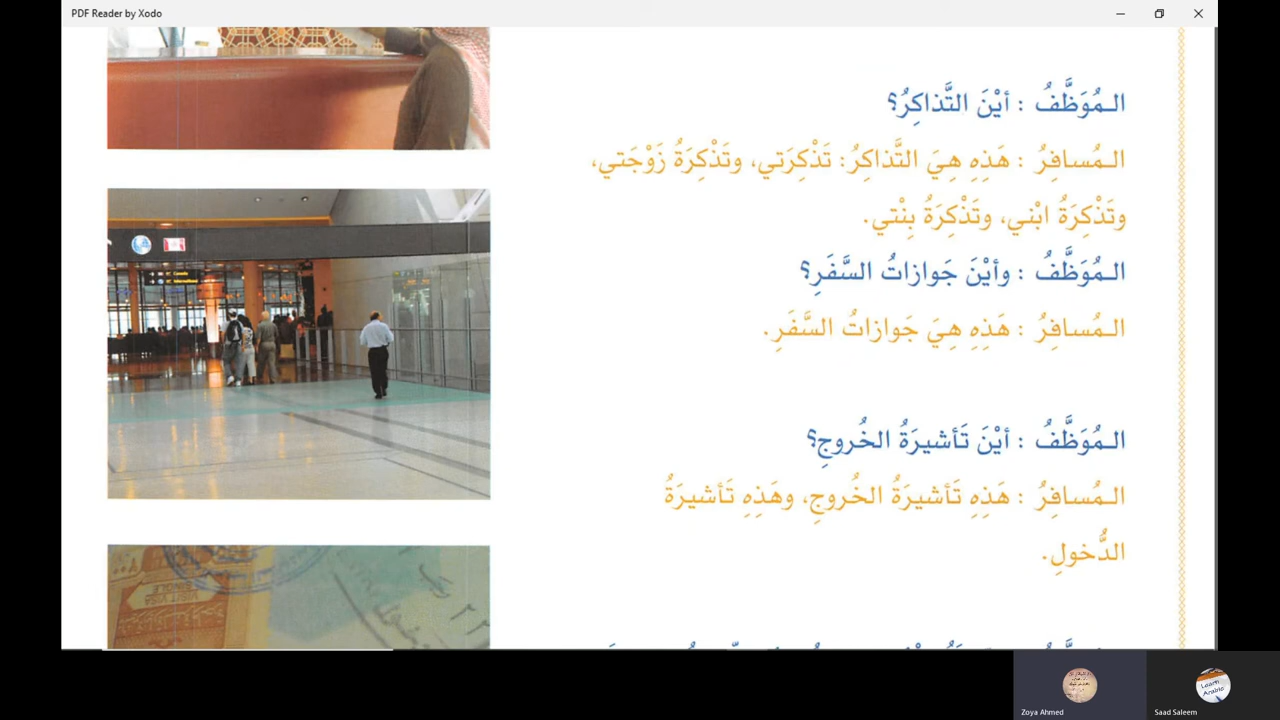 PDF Reader by Xodo
الـمُوَظَّفُ : أيْنَ التَّذاكِرُ؟
الـمُسافِرُ : هَذِهِ هِيَ التَّذاكِرُ: تَذْكِرَتي، وتَذْكِرَةُ زَوْجَتي،
وتَذْكِرَةُ ابْني، وتَذْكِرَةُ بِنْتي.
الـمُوَظَّفُ : وأيْنَ جَوازاتُ السَّفَرِ؟
الـمُسافِرُ : هَذِهِ هِيَ جَوازاتُ السَّفَرِ.
الـمُوَظَّفُ : أيْنَ تَأشيرَةُ الخُروجِ؟
الـمُسافِرُ : هَذِهِ تَأشيرَةُ الخُروجِ، وهَذِهِ تَأشيرَةُ
الدُّخولِ.
Learn
Arabic
Zoya Ahmed
Saad Saleem